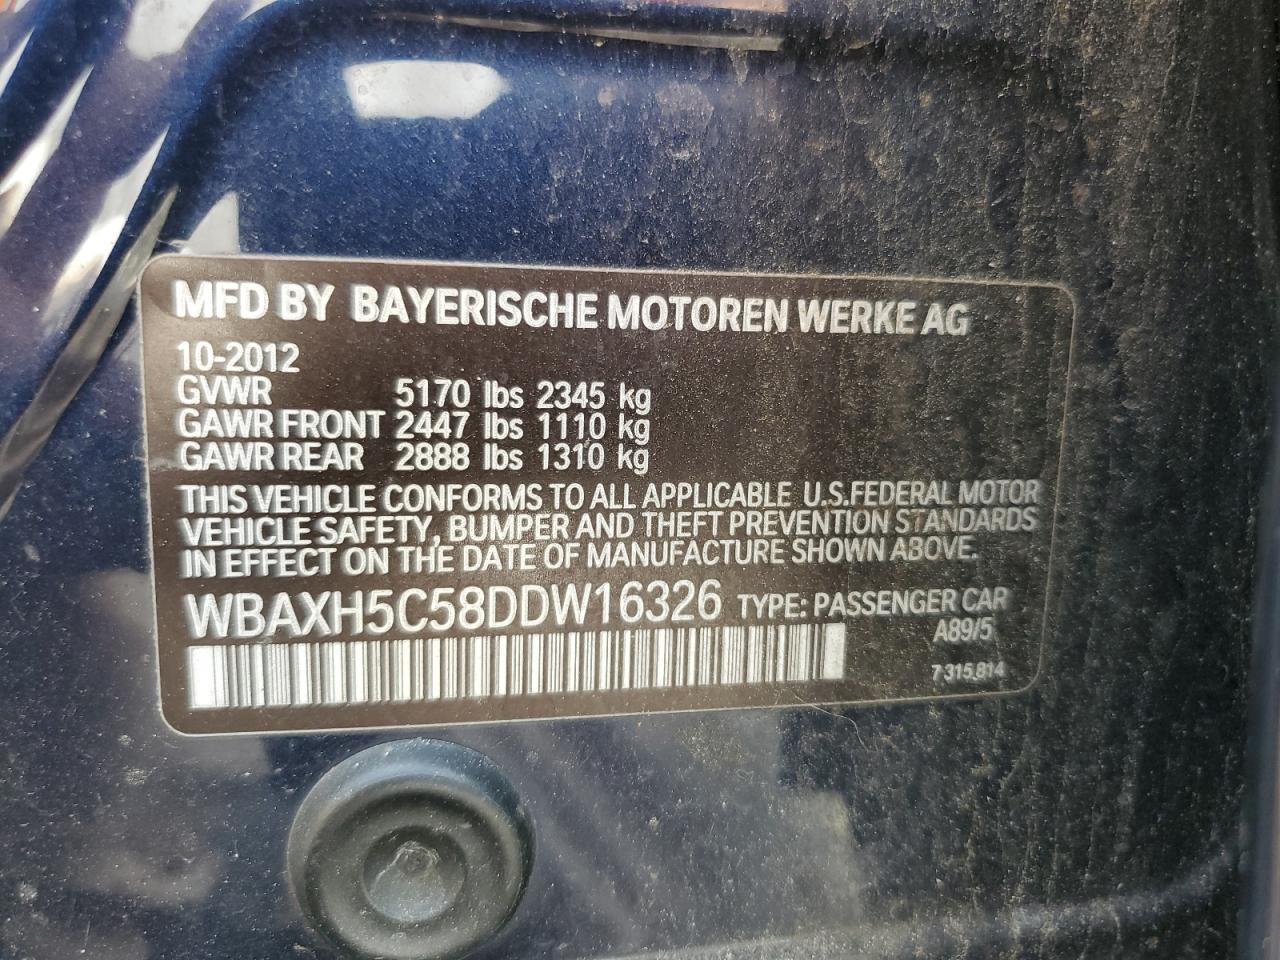 MFD BY BAYERISCHE MOTOREN WERKE AG
10-2012
GVWR 5170 lbs 2345 kg
GAWR FRONT 2447 lbs 1110 kg
GAWR REAR 2888 lbs 1310 kg
THIS VEHICLE CONFORMS TO ALL APPLICABLE U.S.FEDERAL MOTOR
VEHICLE SAFETY, BUMPER AND THEFT PREVENTION STANDARDS
IN EFFECT ON THE DATE OF MANUFACTURE SHOWN ABOVE.
WBAXH5C58DDW16326 TYPE: PASSENGER CAR
A89/5
7 315.814